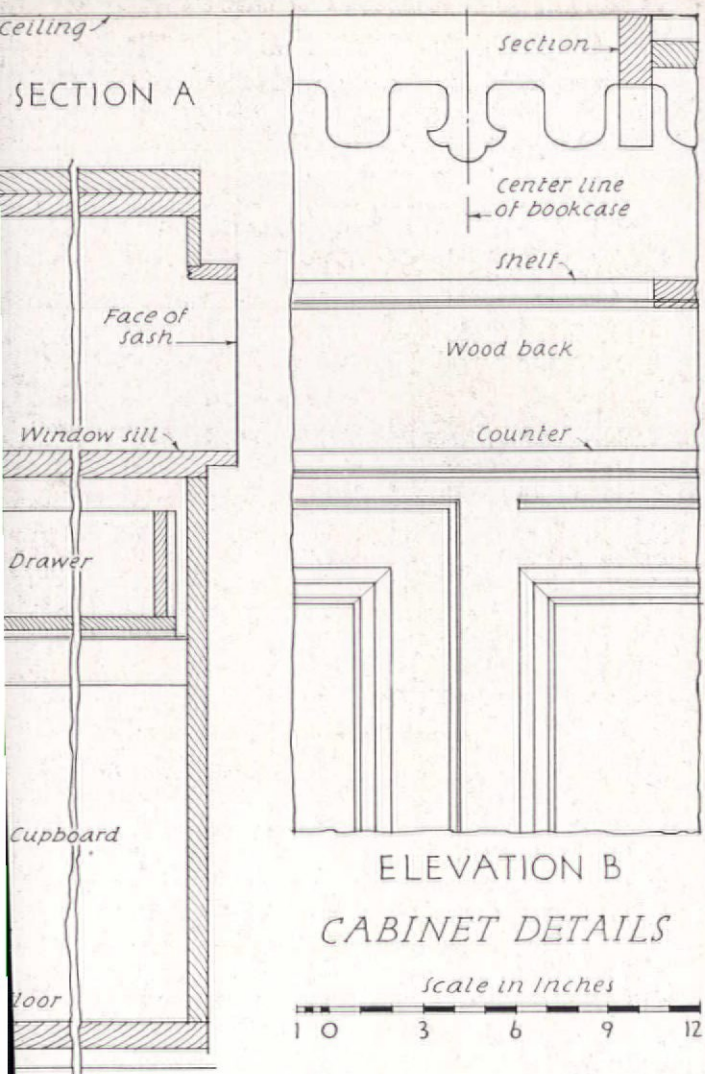 ceiling
SECTION A
Face of
sash
Window sill
Drawer
Cupboard
loor
Section
Center line
of bookcase
Shelf
Wood back
Counter
ELEVATION B
CABINET DETAILS
Scale in Inches
1 0 3 6 9 12